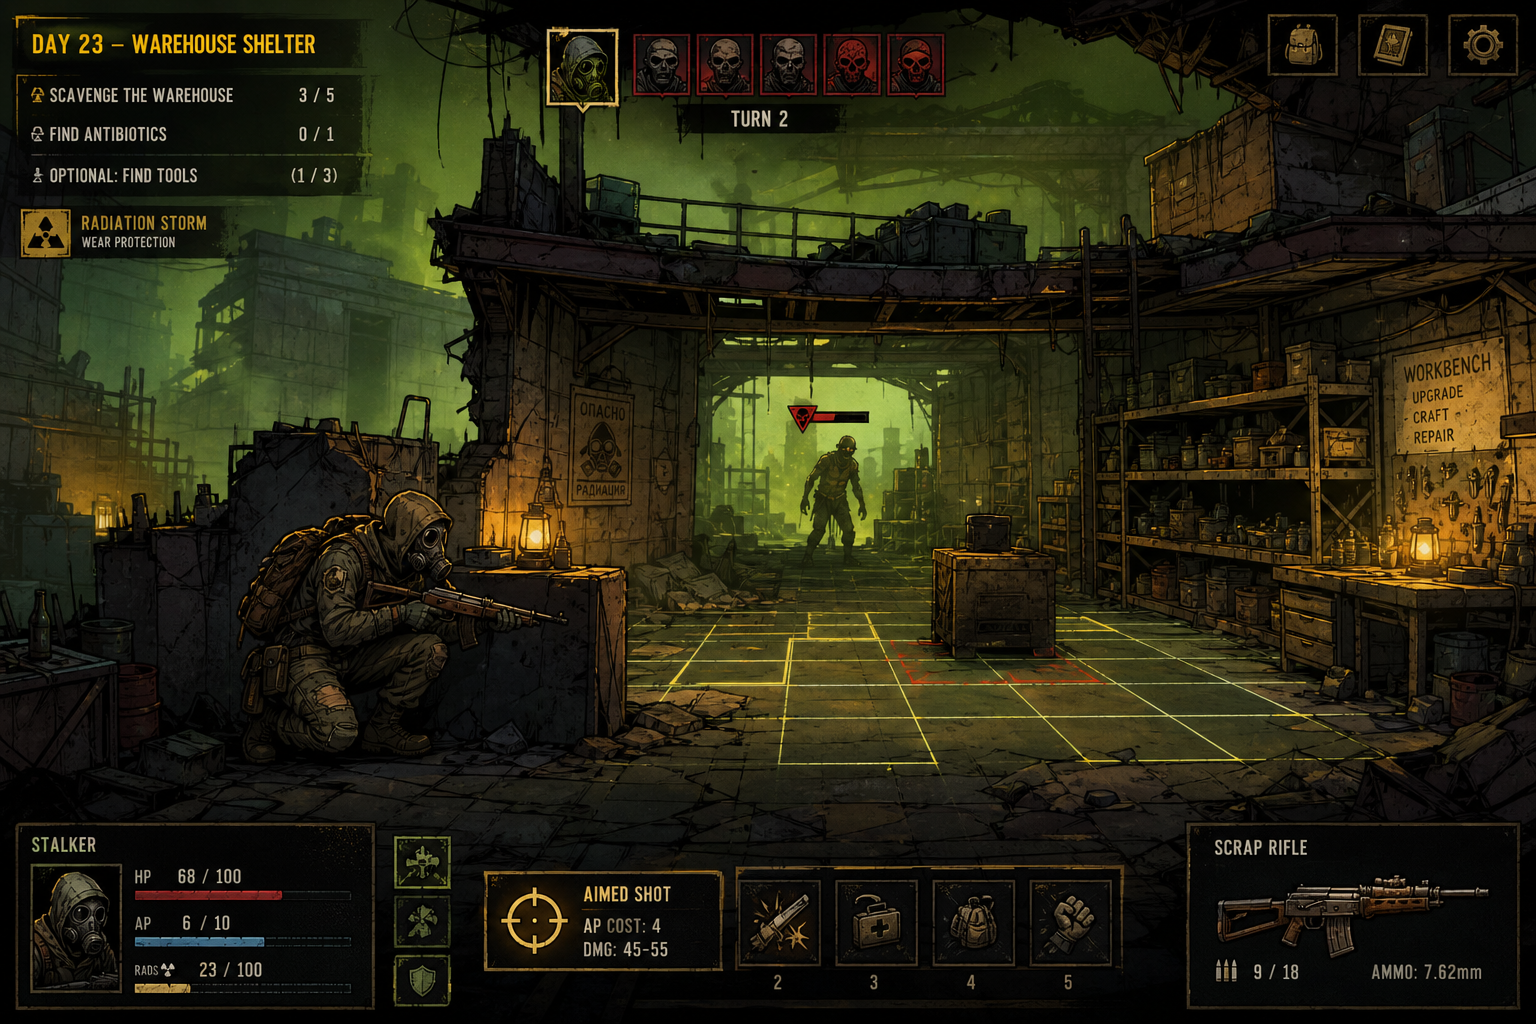 DAY 23 – WAREHOUSE SHELTER
SCAVENGE THE WAREHOUSE 3 / 5
FIND ANTIBIOTICS 0 / 1
OPTIONAL: FIND TOOLS (1 / 3)
RADIATION STORM
WEAR PROTECTION
TURN 2
ОПАСНО
РАДИАЦИЯ
WORKBENCH
UPGRADE
CRAFT
REPAIR
STALKER
HP 68 / 100
AP 6 / 10
RADS 23 / 100
AIMED SHOT
AP COST: 4
DMG: 45-55
2 3 4 5
SCRAP RIFLE
9 / 18 AMMO: 7.62mm